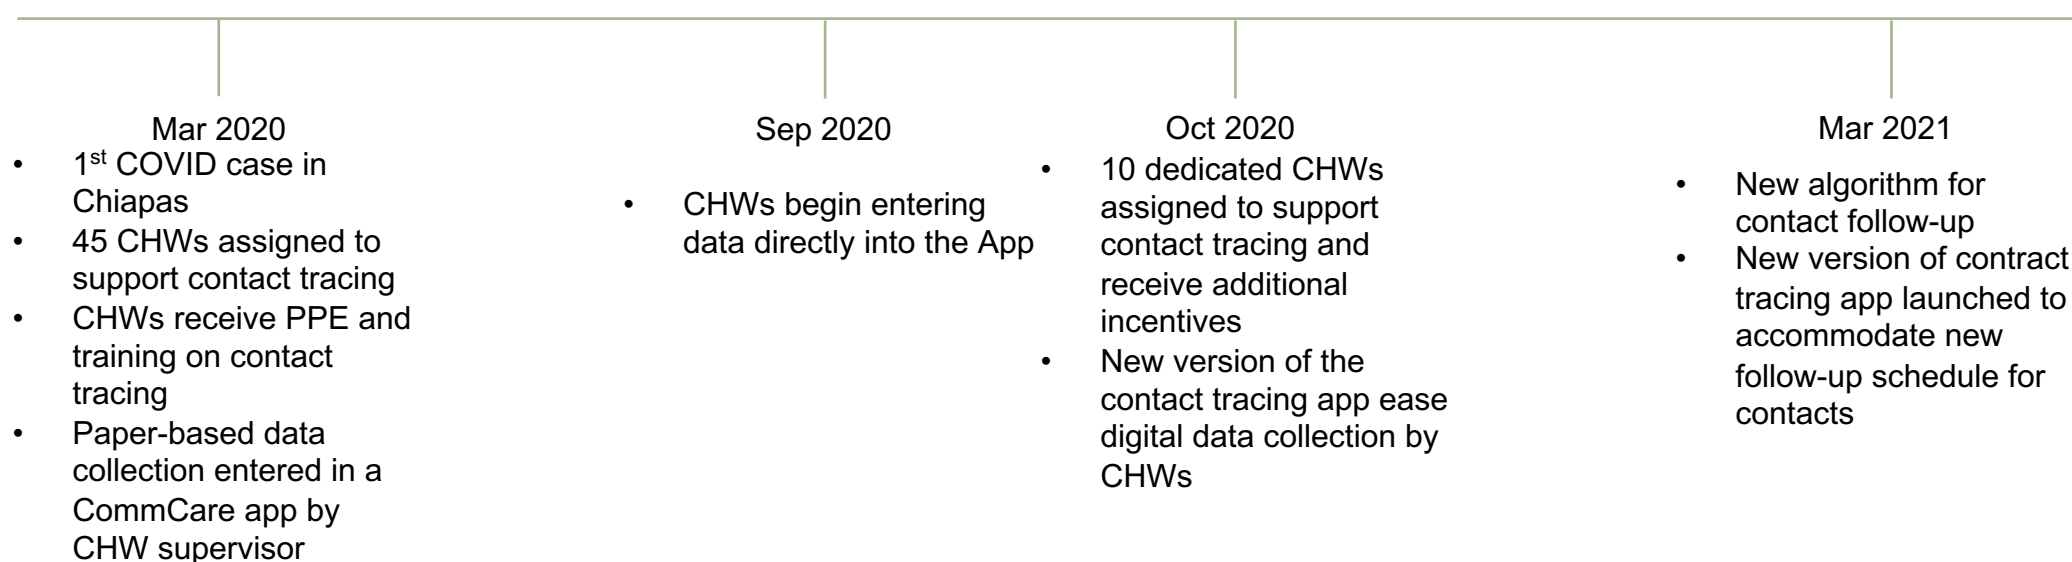 Mar 2020
• 1st COVID case in
Chiapas
• 45 CHWs assigned to
support contact tracing
• CHWs receive PPE and
training on contact
tracing
• Paper-based data
collection entered in a
CommCare app by
CHW supervisor
Sep 2020
• CHWs begin entering
data directly into the App
Oct 2020
• 10 dedicated CHWs
assigned to support
contact tracing and
receive additional
incentives
• New version of the
contact tracing app ease
digital data collection by
CHWs
Mar 2021
• New algorithm for
contact follow-up
• New version of contract
tracing app launched to
accommodate new
follow-up schedule for
contacts